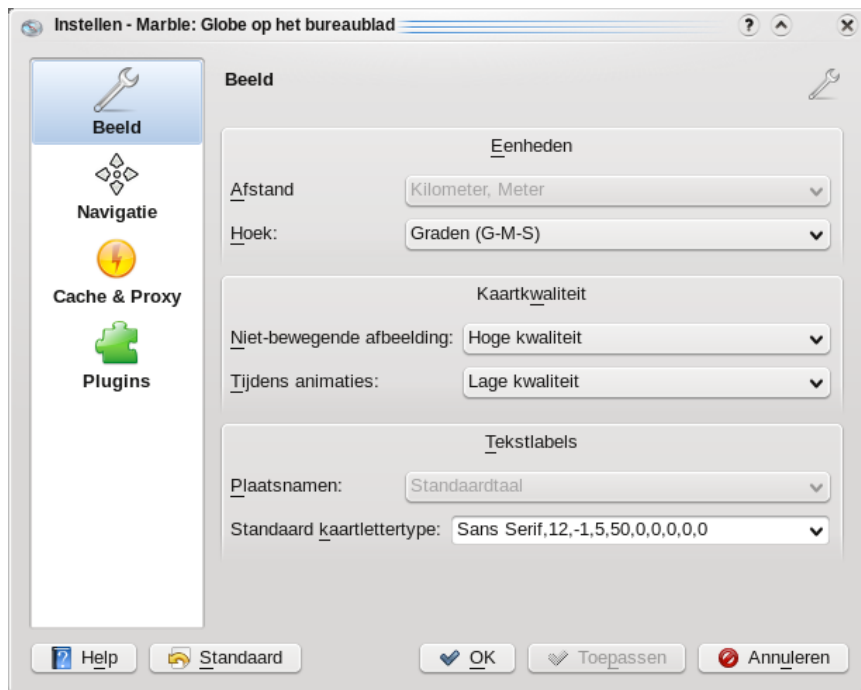 Instellen - Marble: Globe op het bureaublad
Beeld
Navigatie
Cache & Proxy
Plugins
Beeld
Eenheden
Afstand Kilometer, Meter
Hoek: Graden (G-M-S)
Kaartkwaliteit
Niet-bewegende afbeelding: Hoge kwaliteit
Tijdens animaties: Lage kwaliteit
Tekstlabels
Plaatsnamen: Standaardtaal
Standaard kaartlettertype: Sans Serif,12,-1,5,50,0,0,0,0,0
Help Standaard OK Toepassen Annuleren